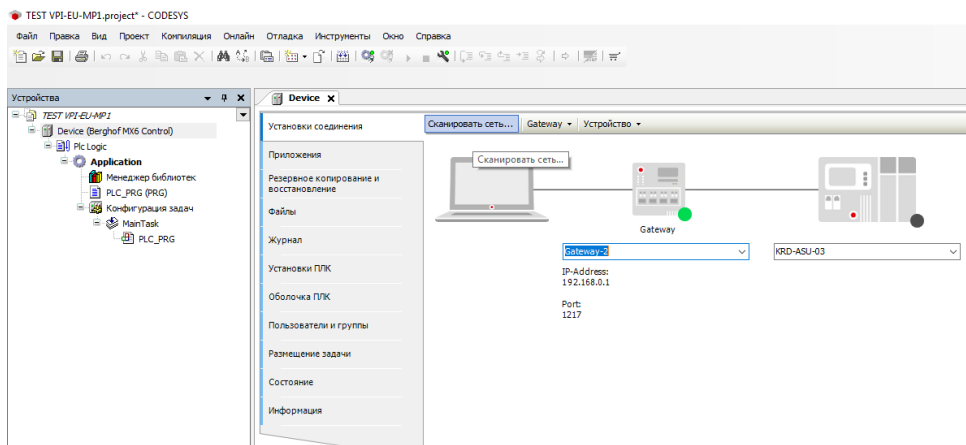 TEST VPI-EU-MP1.project* - CODESYS
Файл Правка Вид Проект Компиляция Онлайн Отладка Инструменты Окно Справка
Устройства
TEST VPI-EU-MP1
Device (Berghof MX6 Control)
Plc Logic
Application
Менеджер библиотек
PLC_PRG (PRG)
Конфигурация задач
MainTask
PLC_PRG
Device
Установки соединения
Приложения
Резервное копирование и
восстановление
Файлы
Журнал
Установки ПЛК
Оболочка ПЛК
Пользователи и группы
Размещение задачи
Состояние
Информация
Сканировать сеть... Gateway Устройство
Сканировать сеть...
Gateway
Gateway-2
KRD-ASU-03
IP-Address:
192.168.0.1
Port:
1217